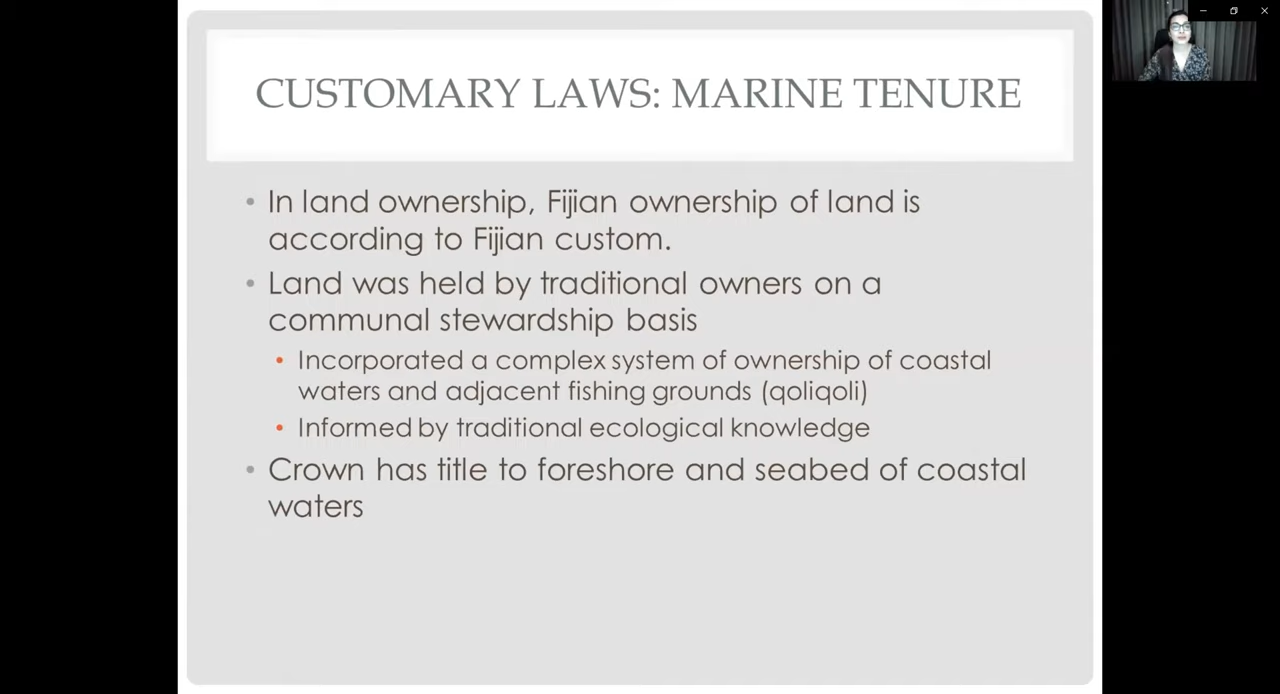 CUSTOMARY LAWS: MARINE TENURE
• In land ownership, Fijian ownership of land is
according to Fijian custom.
• Land was held by traditional owners on a
communal stewardship basis
• Incorporated a complex system of ownership of coastal
waters and adjacent fishing grounds (qoliqoli)
• Informed by traditional ecological knowledge
• Crown has title to foreshore and seabed of coastal
waters